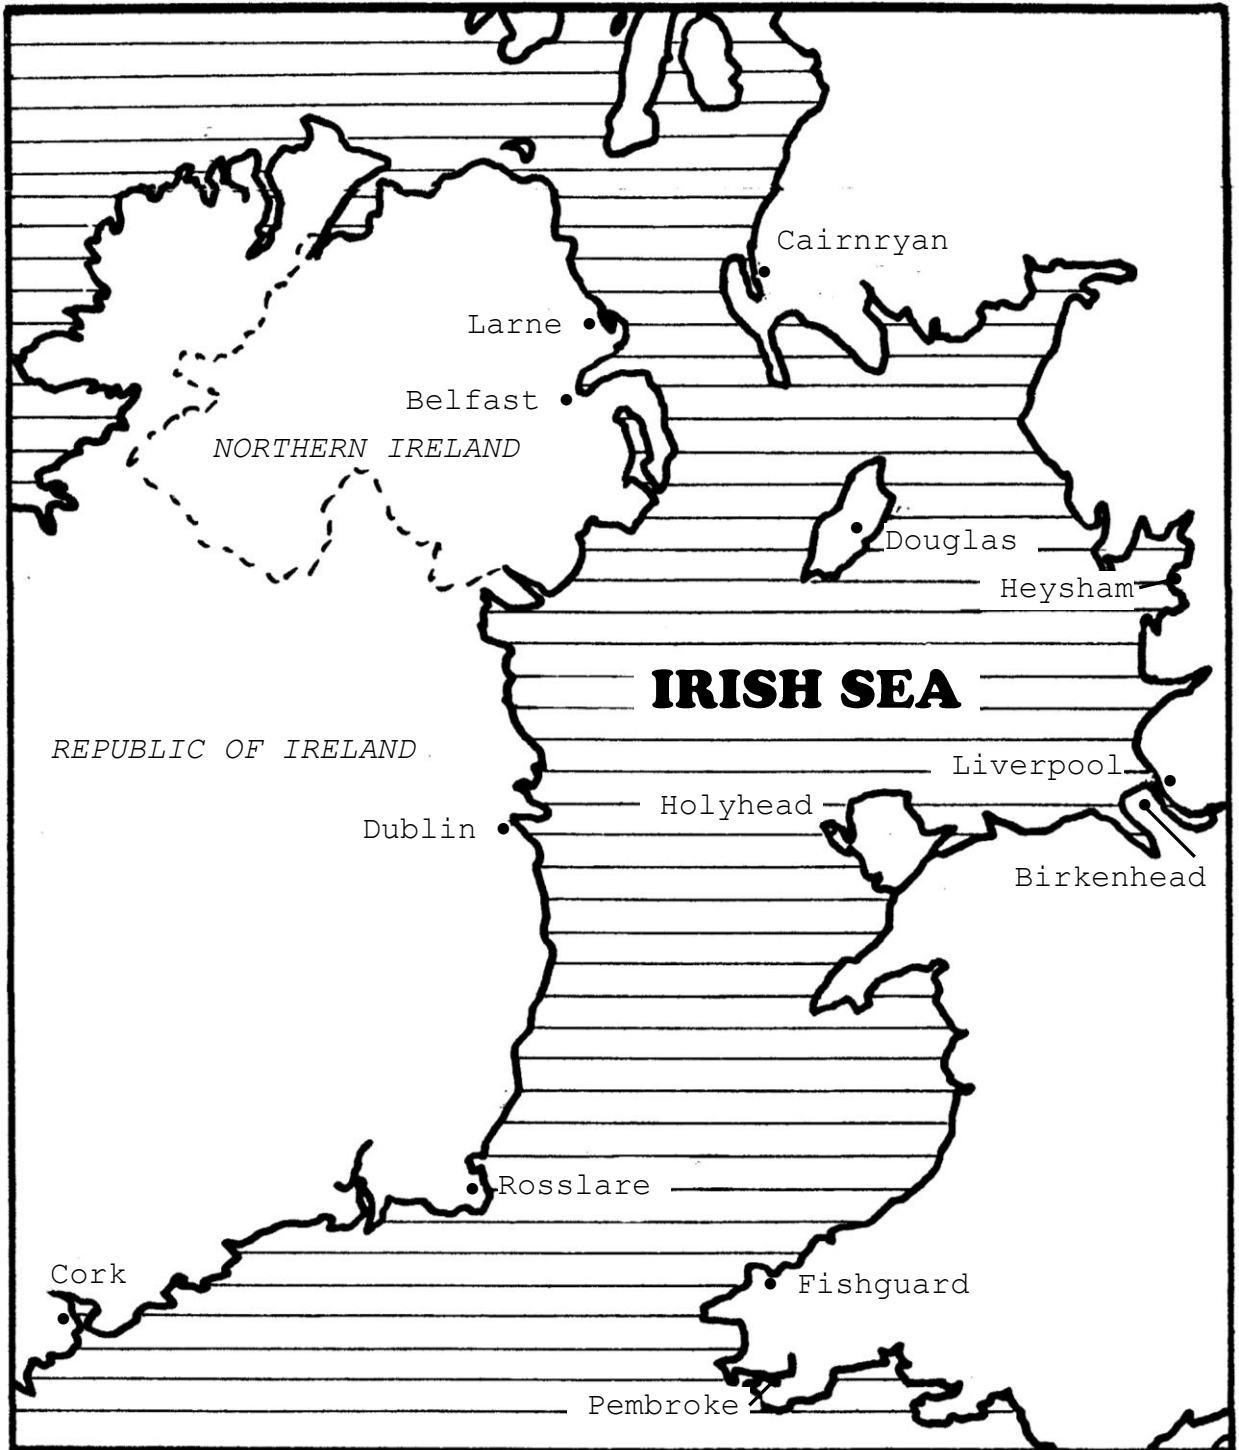 Cairnryan
Larne
Belfast
NORTHERN IRELAND
Douglas
Heysham
IRISH SEA
REPUBLIC OF IRELAND
Liverpool
Holyhead
Dublin
Birkenhead
Rosslare
Cork
Fishguard
Pembroke